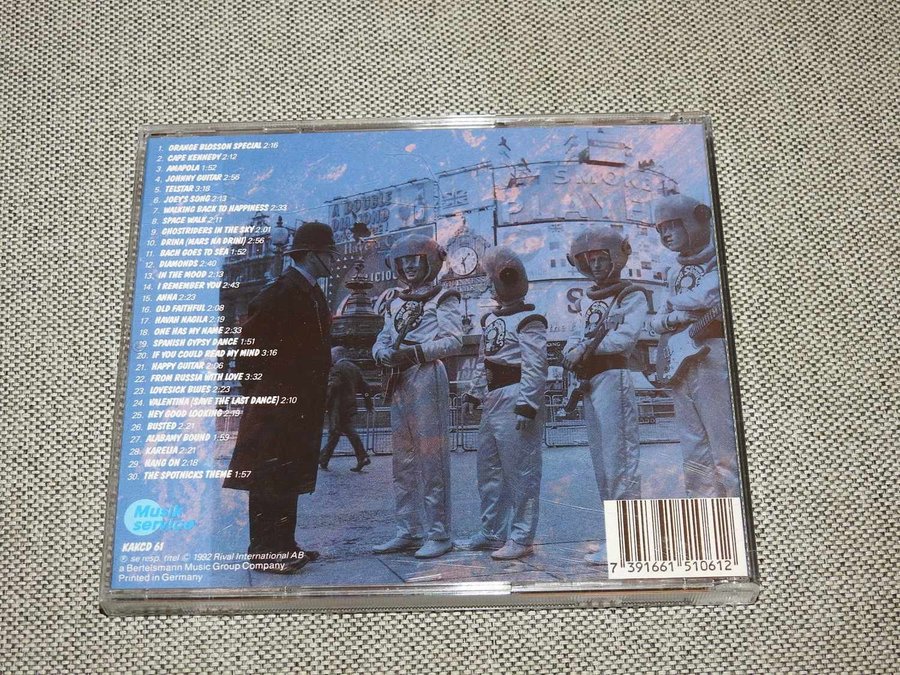 1. ORANGE BLOSSON SPECIAL 2:16
2. CAPE KENNEDY 2:12
3. AMAPOLA 1:52
4. JOHNNY GUITAR 2:56
5. TELSTAR 3:18
6. JOEY'S SONG 2:13
7. WALKING BACK TO HAPPINESS 2:33
8. SPACE WALK 2:11
9. GHOSTRIDERS IN THE SKY 2:01
10. DRINA (MARS NA DRINI) 2:56
11. BACH GOES TO SEA 1:52
12. DIAMONDS 2:40
13. IN THE MOOD 2:13
14. I REMEMBER YOU 2:43
15. ANNA 2:23
16. OLD FAITHFUL 2:08
17. HAVAH NAGILA 2:19
18. ONE HAS MY NAME 2:33
19. SPANISH GYPSY DANCE 1:51
20. IF YOU COULD READ MY MIND 3:16
21. HAPPY GUITAR 2:06
22. FROM RUSSIA WITH LOVE 3:32
23. LOVESICK BLUES 2:23
24. VALENTINA (SAVE THE LAST DANCE) 2:10
25. HEY GOOD LOOKING 2:19
26. BUSTED 2:21
27. ALABAMY BOUND 1:53
28. KARELIA 2:21
29. HANG ON 2:18
30. THE SPOTNICKS THEME 1:57
A DOUBLE
DIAMOND
SMOKE
PLAYER
Musik
service
KAKCD 61
℗ se resp. titel © 1992 Rival International AB
a Bertelsmann Music Group Company
Printed in Germany
7 391661 510612